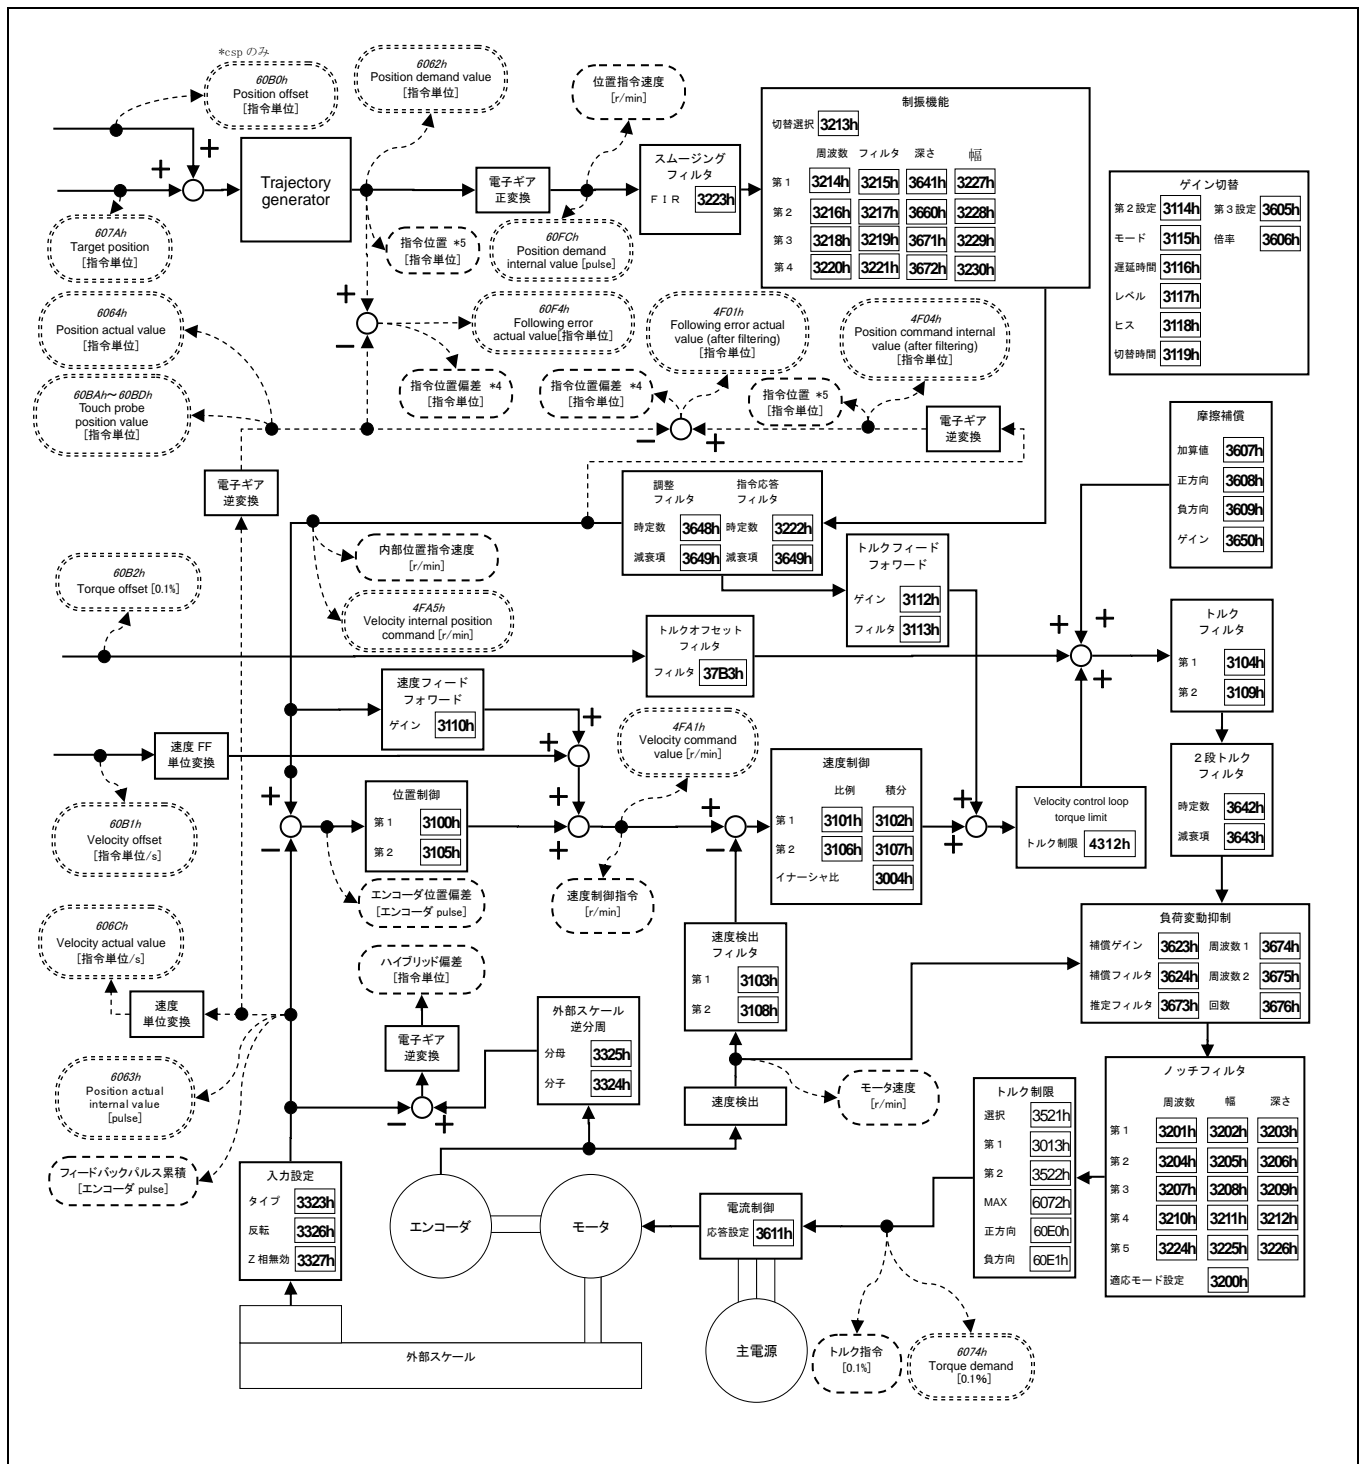 *csp のみ
60B0h
Position offset
[指令単位]
6062h
Position demand value
[指令単位]
位置指令速度
[r/min]
Trajectory
generator
電子ギア
正変換
スムージング
フィルタ
FIR 3223h
制振機能
切替選択 3213h
周波数 フィルタ 深さ 幅
第1 3214h 3215h 3641h 3227h
第2 3216h 3217h 3660h 3228h
第3 3218h 3219h 3671h 3229h
第4 3220h 3221h 3672h 3230h
ゲイン切替
第2設定 3114h 第3設定 3605h
モード 3115h 倍率 3606h
遅延時間 3116h
レベル 3117h
ヒス 3118h
切替時間 3119h
607Ah
Target position
[指令単位]
指令位置 *5
[指令単位]
60FCh
Position demand
internal value [pulse]
6064h
Position actual value
[指令単位]
60F4h
Following error
actual value[指令単位]
4F01h
Following error actual
value (after filtering)
[指令単位]
4F04h
Position command internal
value (after filtering)
[指令単位]
60BAh～60BDh
Touch probe
position value
[指令単位]
指令位置偏差 *4
[指令単位]
指令位置偏差 *4
[指令単位]
指令位置 *5
[指令単位]
電子ギア
逆変換
電子ギア
逆変換
摩擦補償
加算値 3607h
正方向 3608h
負方向 3609h
ゲイン 3650h
調整
フィルタ
指令応答
フィルタ
時定数 3648h 時定数 3222h
減衰項 3649h 減衰項 3649h
内部位置指令速度
[r/min]
トルクフィード
フォワード
ゲイン 3112h
フィルタ 3113h
60B2h
Torque offset [0.1%]
4FA5h
Velocity internal position
command [r/min]
トルクオフセット
フィルタ
フィルタ 37B3h
トルク
フィルタ
第1 3104h
第2 3109h
速度フィード
フォワード
ゲイン 3110h
速度 FF
単位変換
4FA1h
Velocity command
value [r/min]
速度制御
比例 積分
第1 3101h 3102h
第2 3106h 3107h
イナーシャ比 3004h
2段トルク
フィルタ
時定数 3642h
減衰項 3643h
位置制御
第1 3100h
第2 3105h
Velocity control loop
torque limit
トルク制限 4312h
60B1h
Velocity offset
[指令単位/s]
エンコーダ位置偏差
[エンコーダ pulse]
速度制御指令
[r/min]
606Ch
Velocity actual value
[指令単位/s]
ハイブリッド偏差
[指令単位]
速度検出
フィルタ
第1 3103h
第2 3108h
負荷変動抑制
補償ゲイン 3623h 周波数1 3674h
補償フィルタ 3624h 周波数2 3675h
推定フィルタ 3673h 回数 3676h
速度
単位変換
電子ギア
逆変換
外部スケール
逆分周
分母 3325h
分子 3324h
6063h
Position actual
internal value
[pulse]
速度検出
モータ速度
[r/min]
トルク制限
選択 3521h
第1 3013h
第2 3522h
MAX 6072h
正方向 60E0h
負方向 60E1h
ノッチフィルタ
周波数 幅 深さ
第1 3201h 3202h 3203h
第2 3204h 3205h 3206h
第3 3207h 3208h 3209h
第4 3210h 3211h 3212h
第5 3224h 3225h 3226h
適応モード設定 3200h
フィードバックパルス累積
[エンコーダ pulse]
入力設定
タイプ 3323h
反転 3326h
Z相無効 3327h
エンコーダ
モータ
電流制御
応答設定 3611h
外部スケール
主電源
トルク指令
[0.1%]
6074h
Torque demand
[0.1%]